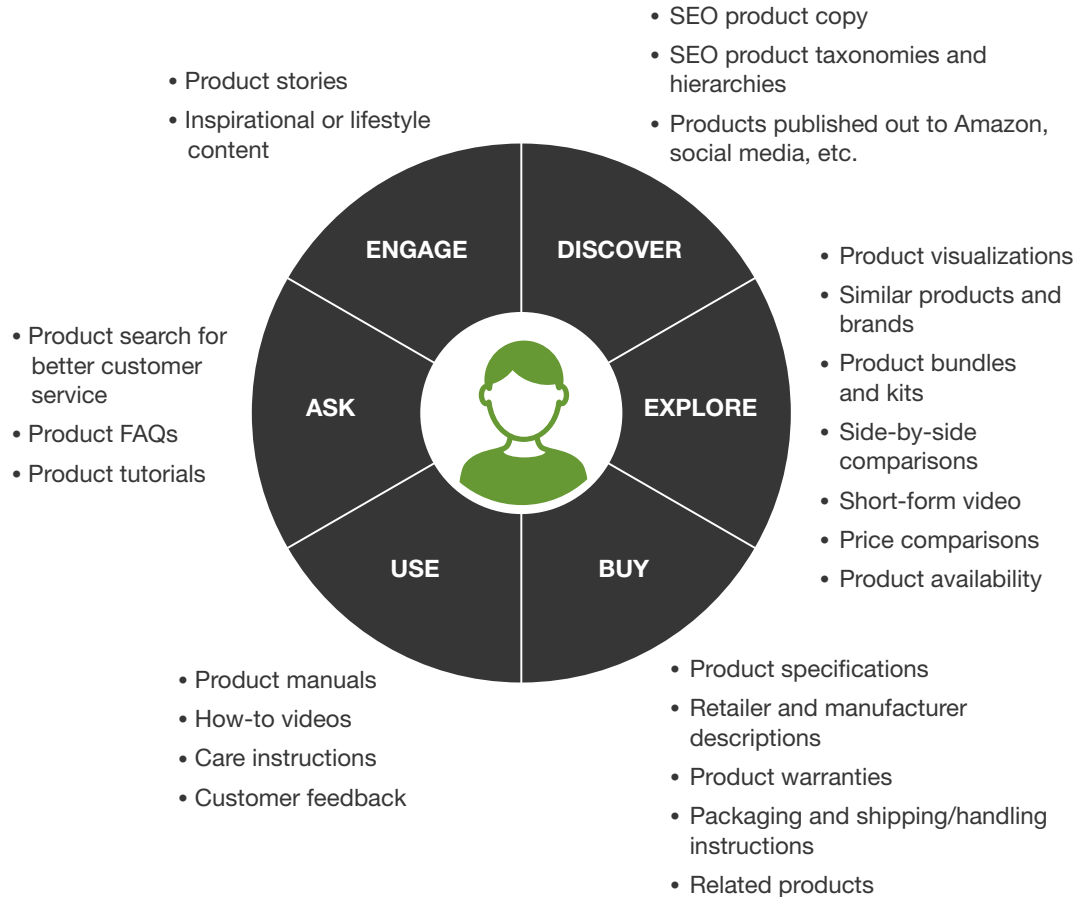 • SEO product copy
• SEO product taxonomies and
hierarchies
• Products published out to Amazon,
social media, etc.
• Product stories
• Inspirational or lifestyle
content
ENGAGE
DISCOVER
• Product visualizations
• Similar products and
brands
• Product bundles
and kits
• Side-by-side
comparisons
• Short-form video
• Price comparisons
• Product availability
• Product search for
better customer
service
• Product FAQs
• Product tutorials
ASK
EXPLORE
USE
BUY
• Product manuals
• How-to videos
• Care instructions
• Customer feedback
• Product specifications
• Retailer and manufacturer
descriptions
• Product warranties
• Packaging and shipping/handling
instructions
• Related products